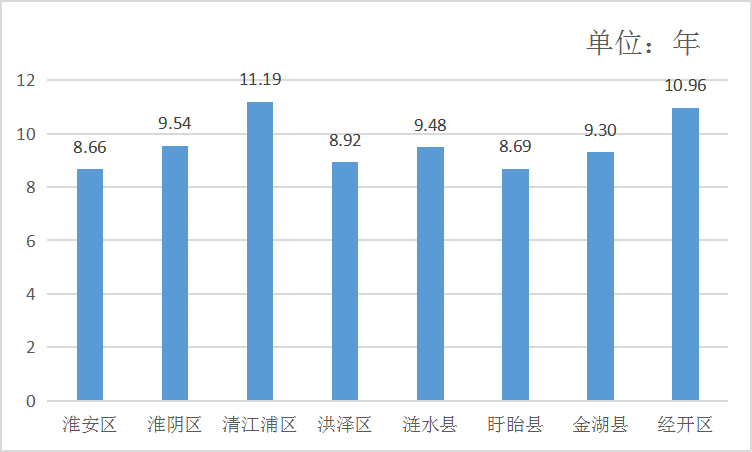 单位：年
12
10
8
6
4
2
0
8.66
9.54
11.19
8.92
9.48
8.69
9.30
10.96
淮安区
淮阴区
清江浦区
洪泽区
涟水县
盱眙县
金湖县
经开区